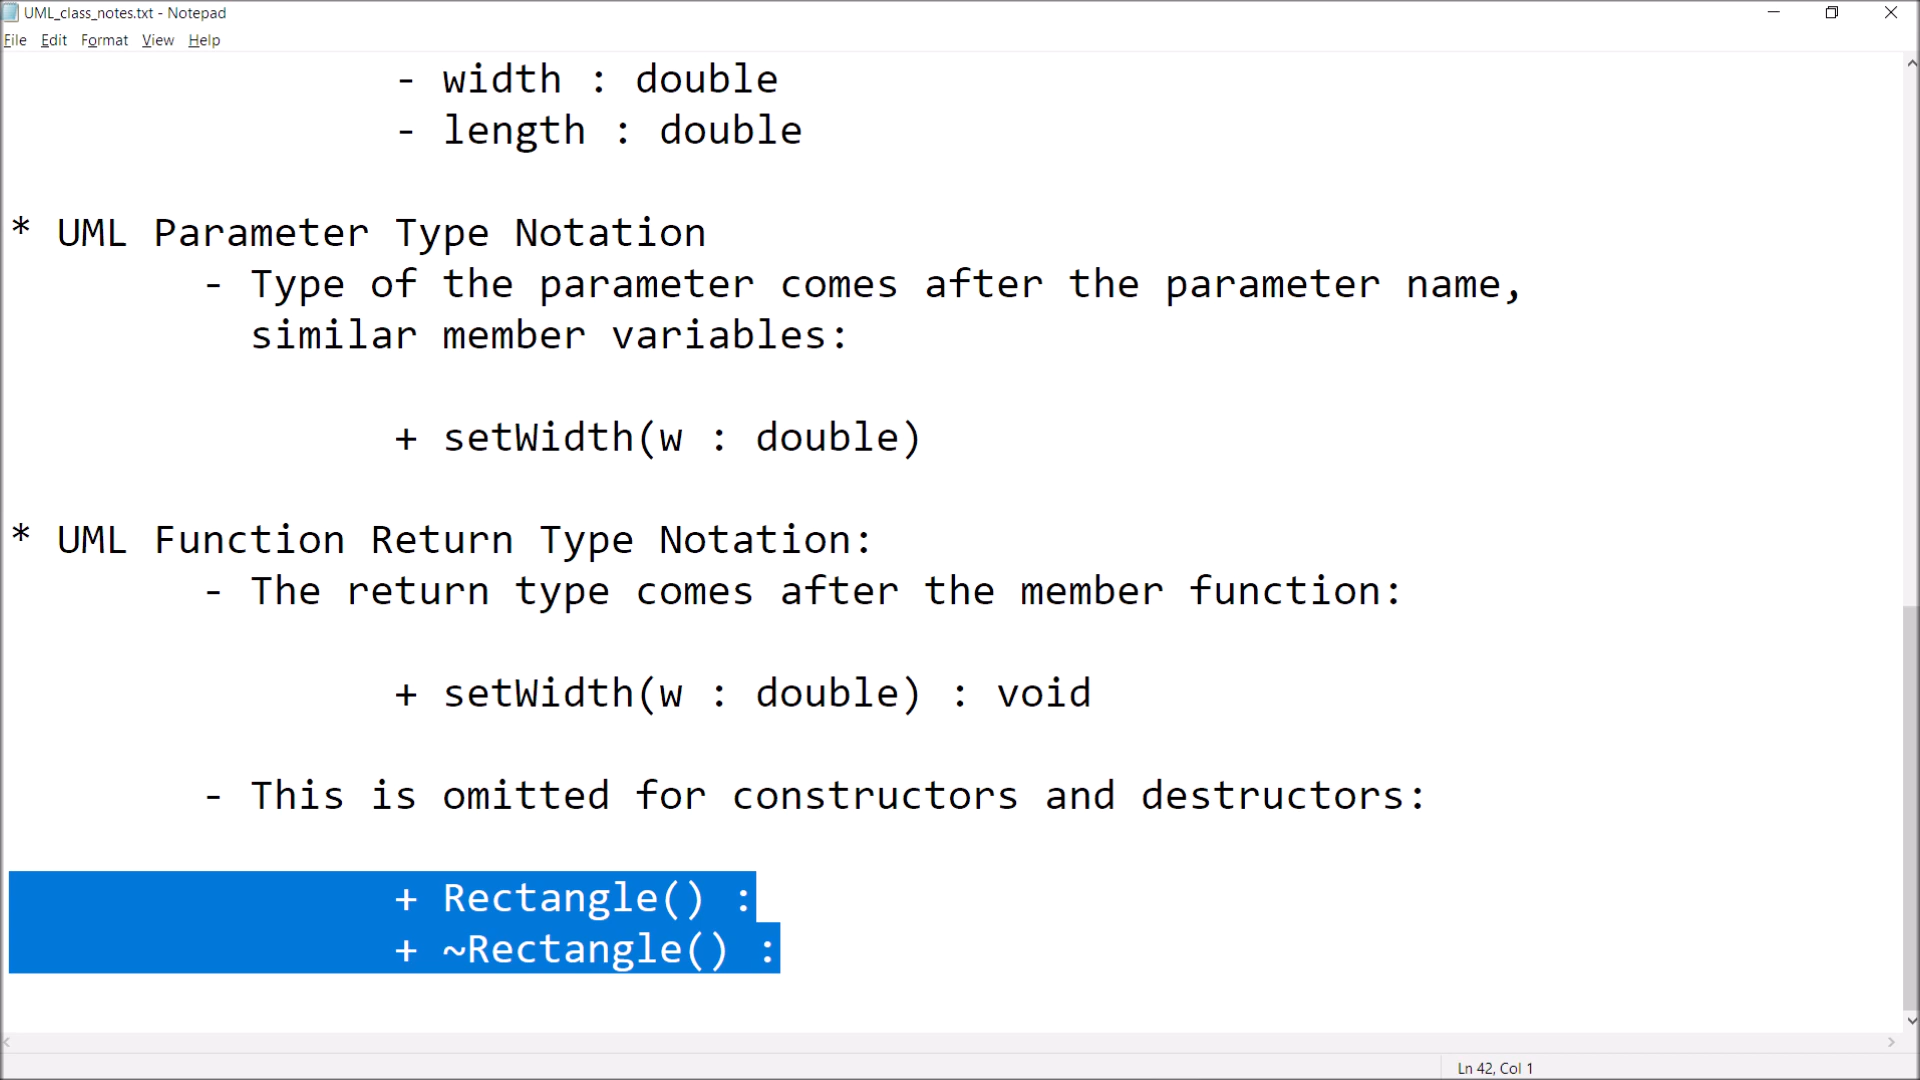 UML_class_notes.txt - Notepad
File Edit Format View Help
- width : double
- length : double
* UML Parameter Type Notation
- Type of the parameter comes after the parameter name,
similar member variables:
+ setWidth(w : double)
* UML Function Return Type Notation:
- The return type comes after the member function:
+ setWidth(w : double) : void
- This is omitted for constructors and destructors:
+ Rectangle() :
+ ~Rectangle() :
Ln 42, Col 1